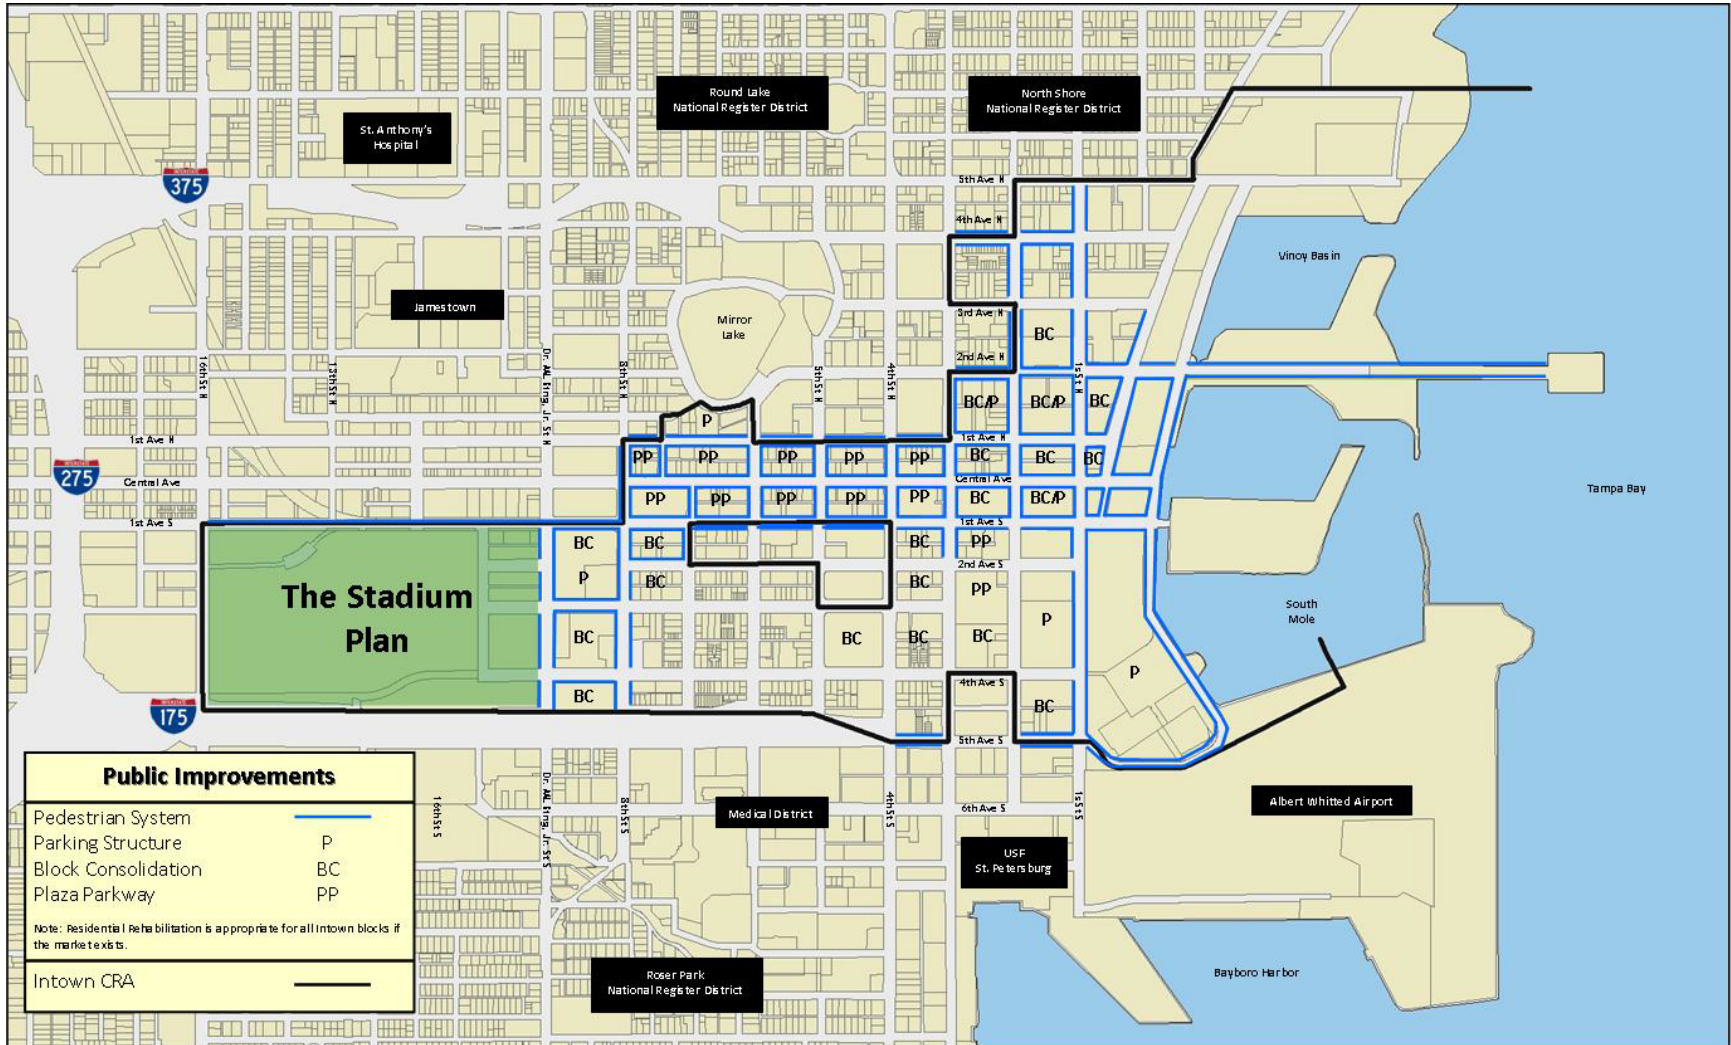 Round Lake
National Register District
North Shore
National Register District
St. Anthony's
Hospital
INTERSTATE
375
5th Ave N
4th Ave N
Vinoy Basin
Jamestown
Mirror
Lake
3rd Ave N
BC
2nd Ave N
16th St N
13th St N
Dr. ML King, Jr. St N
8th St N
5th St N
4th St N
1st St N
BC/P
BC/P
BC
P
1st Ave N
1st Ave N
PP
PP
PP
PP
PP
BC
BC
BC
INTERSTATE
275
Central Ave
Central Ave
Tampa Bay
PP
PP
PP
PP
PP
BC
BC/P
1st Ave S
1st Ave S
BC
BC
BC
PP
2nd Ave S
P
BC
BC
PP
The Stadium
Plan
South
Mole
P
BC
BC
BC
BC
P
4th Ave S
BC
BC
INTERSTATE
175
5th Ave S
Public Improvements
Pedestrian System
Parking Structure P
Block Consolidation BC
Plaza Parkway PP
Note: Residential Rehabilitation is appropriate for all Intown blocks if
the market exists.
Intown CRA
16th St S
Dr. ML King, Jr. St S
8th St S
4th St S
1st St S
Medical District
6th Ave S
Albert Whitted Airport
USF
St. Petersburg
Roser Park
National Register District
Bayboro Harbor